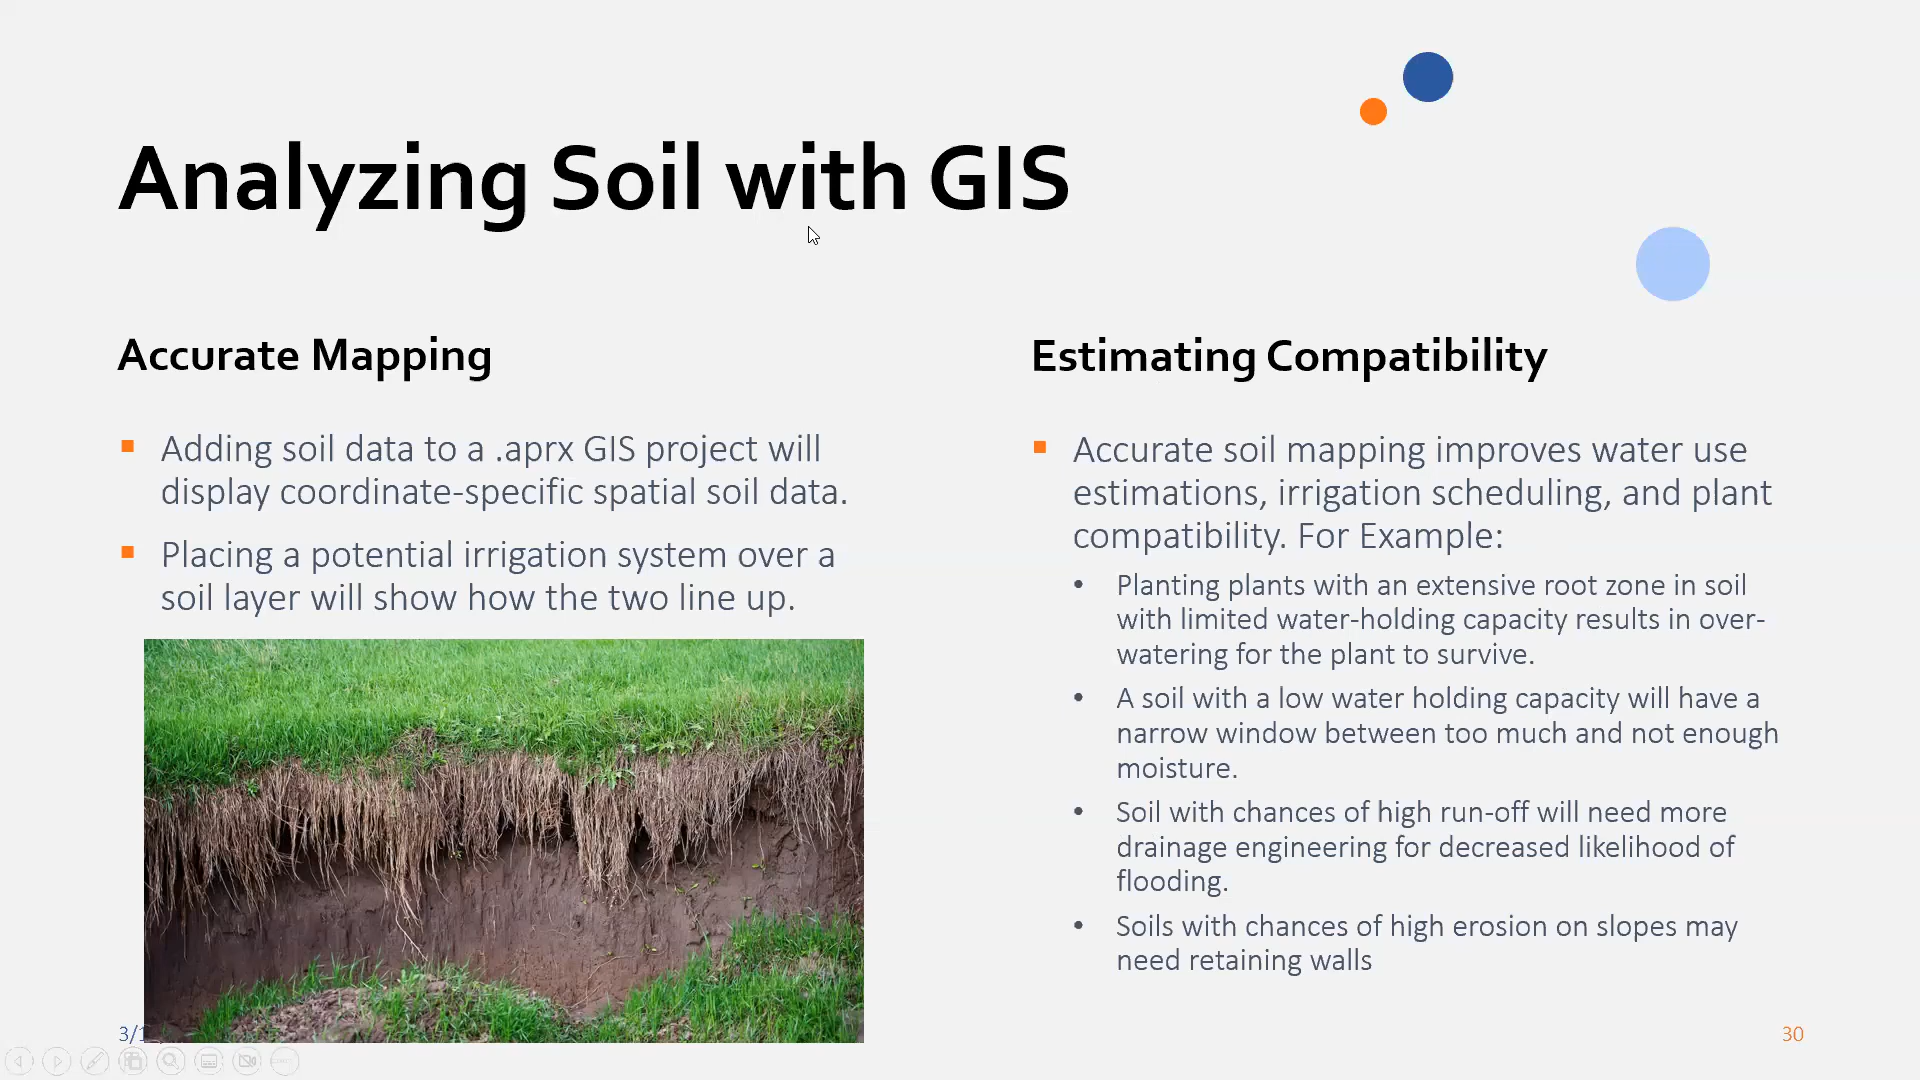 Analyzing Soil with GIS
Accurate Mapping
Adding soil data to a .aprx GIS project will
display coordinate-specific spatial soil data.
Placing a potential irrigation system over a
soil layer will show how the two line up.
Estimating Compatibility
Accurate soil mapping improves water use
estimations, irrigation scheduling, and plant
compatibility. For Example:
Planting plants with an extensive root zone in soil
with limited water-holding capacity results in over-
watering for the plant to survive.
A soil with a low water holding capacity will have a
narrow window between too much and not enough
moisture.
Soil with chances of high run-off will need more
drainage engineering for decreased likelihood of
flooding.
Soils with chances of high erosion on slopes may
need retaining walls
3/1
30